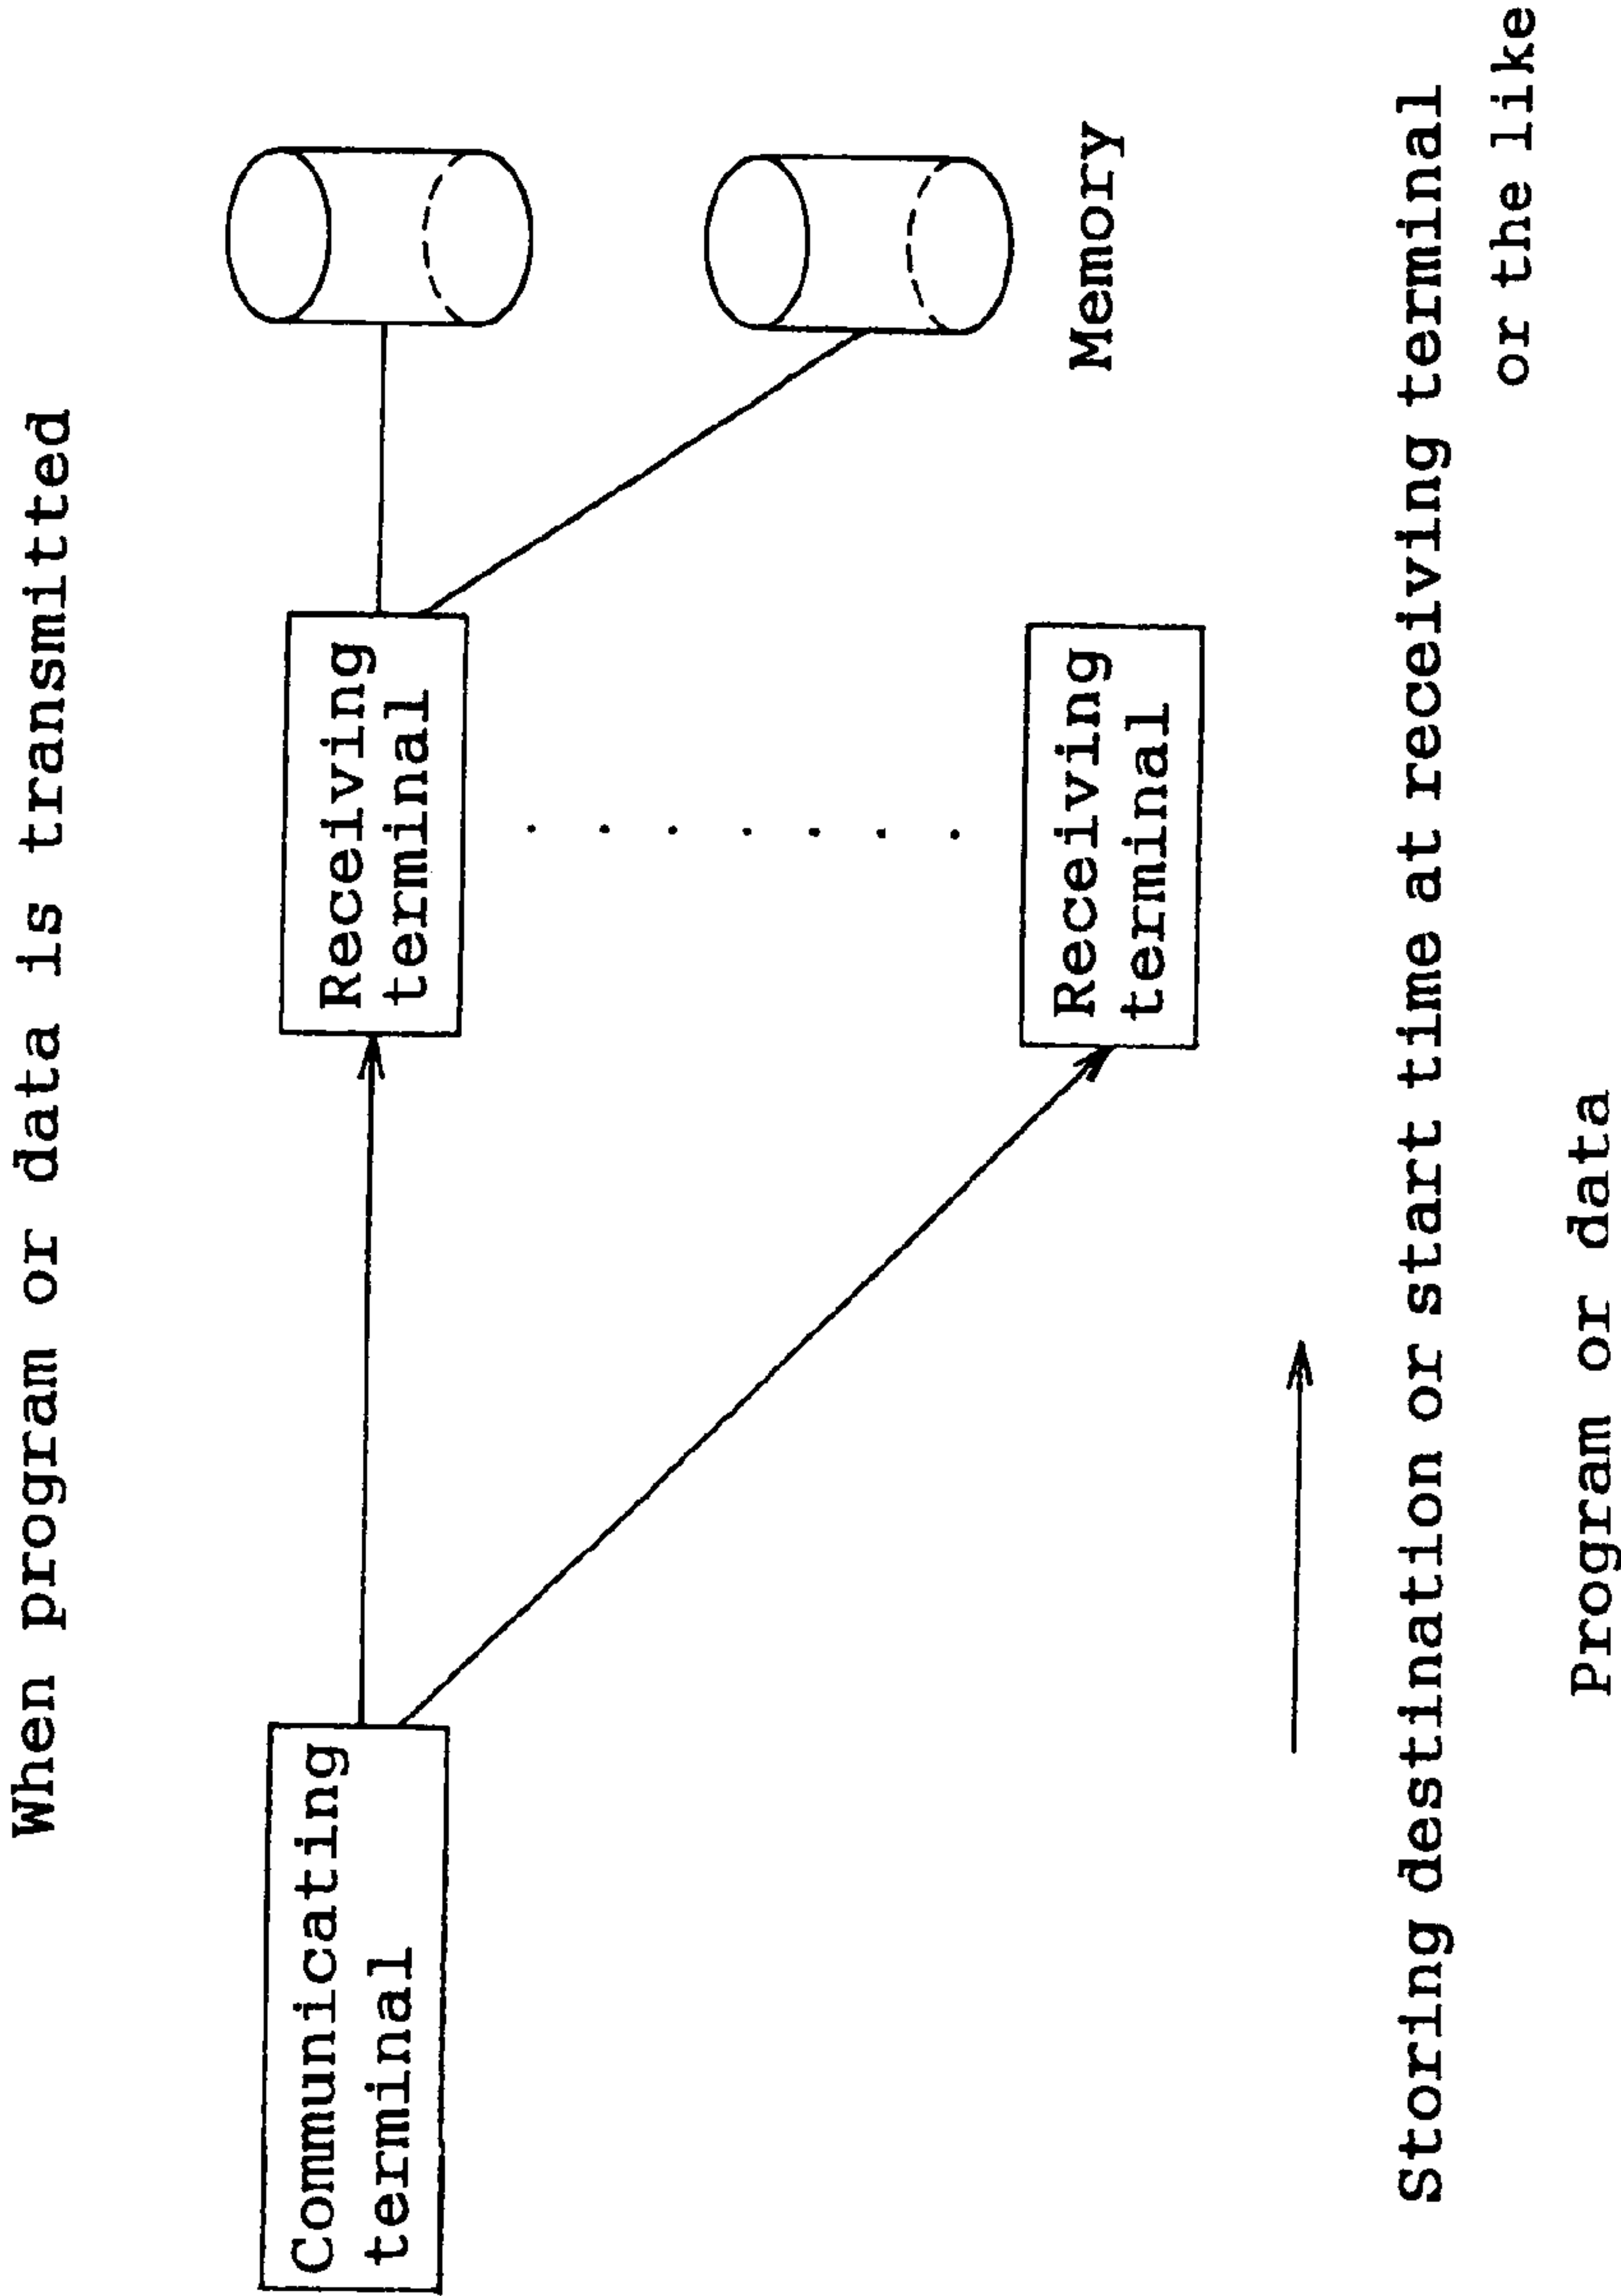 When program or data is transmitted
Communicating
terminal
Receiving
terminal
Receiving
terminal
Memory
Storing destination or start time at receiving terminal
or the like
Program or data